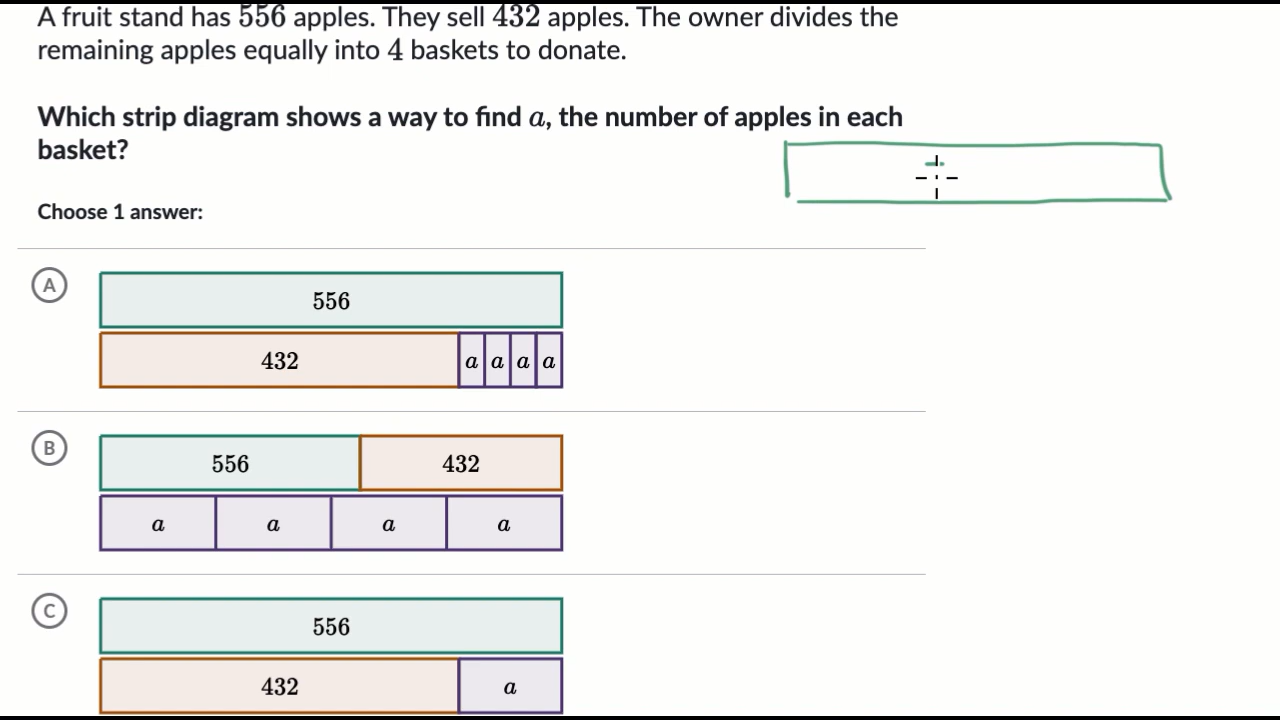 A fruit stand has 556 apples. They sell 432 apples. The owner divides the
remaining apples equally into 4 baskets to donate.
Which strip diagram shows a way to find a, the number of apples in each
basket?
Choose 1 answer:
A
556
432 a a a a
B
556 432
a a a a
C
556
432 a